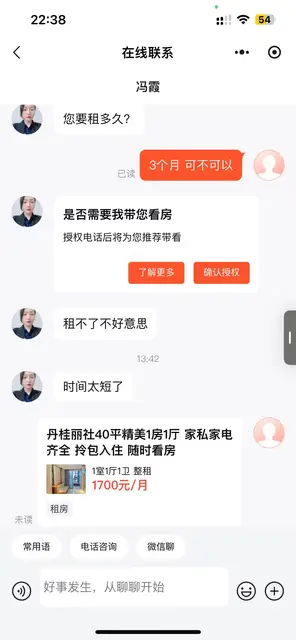 22:38
54
在线联系
冯霞
您要租多久?
已读
3个月 可不可以
是否需要我带您看房
授权电话后将为您推荐带看
了解更多
确认授权
租不了不好意思
13:42
时间太短了
丹桂丽社40平精美1房1厅 家私家电
齐全 拎包入住 随时看房
1室1厅1卫 整租
1700元/月
未读
租房
常用语
电话咨询
微信聊
好事发生，从聊聊开始